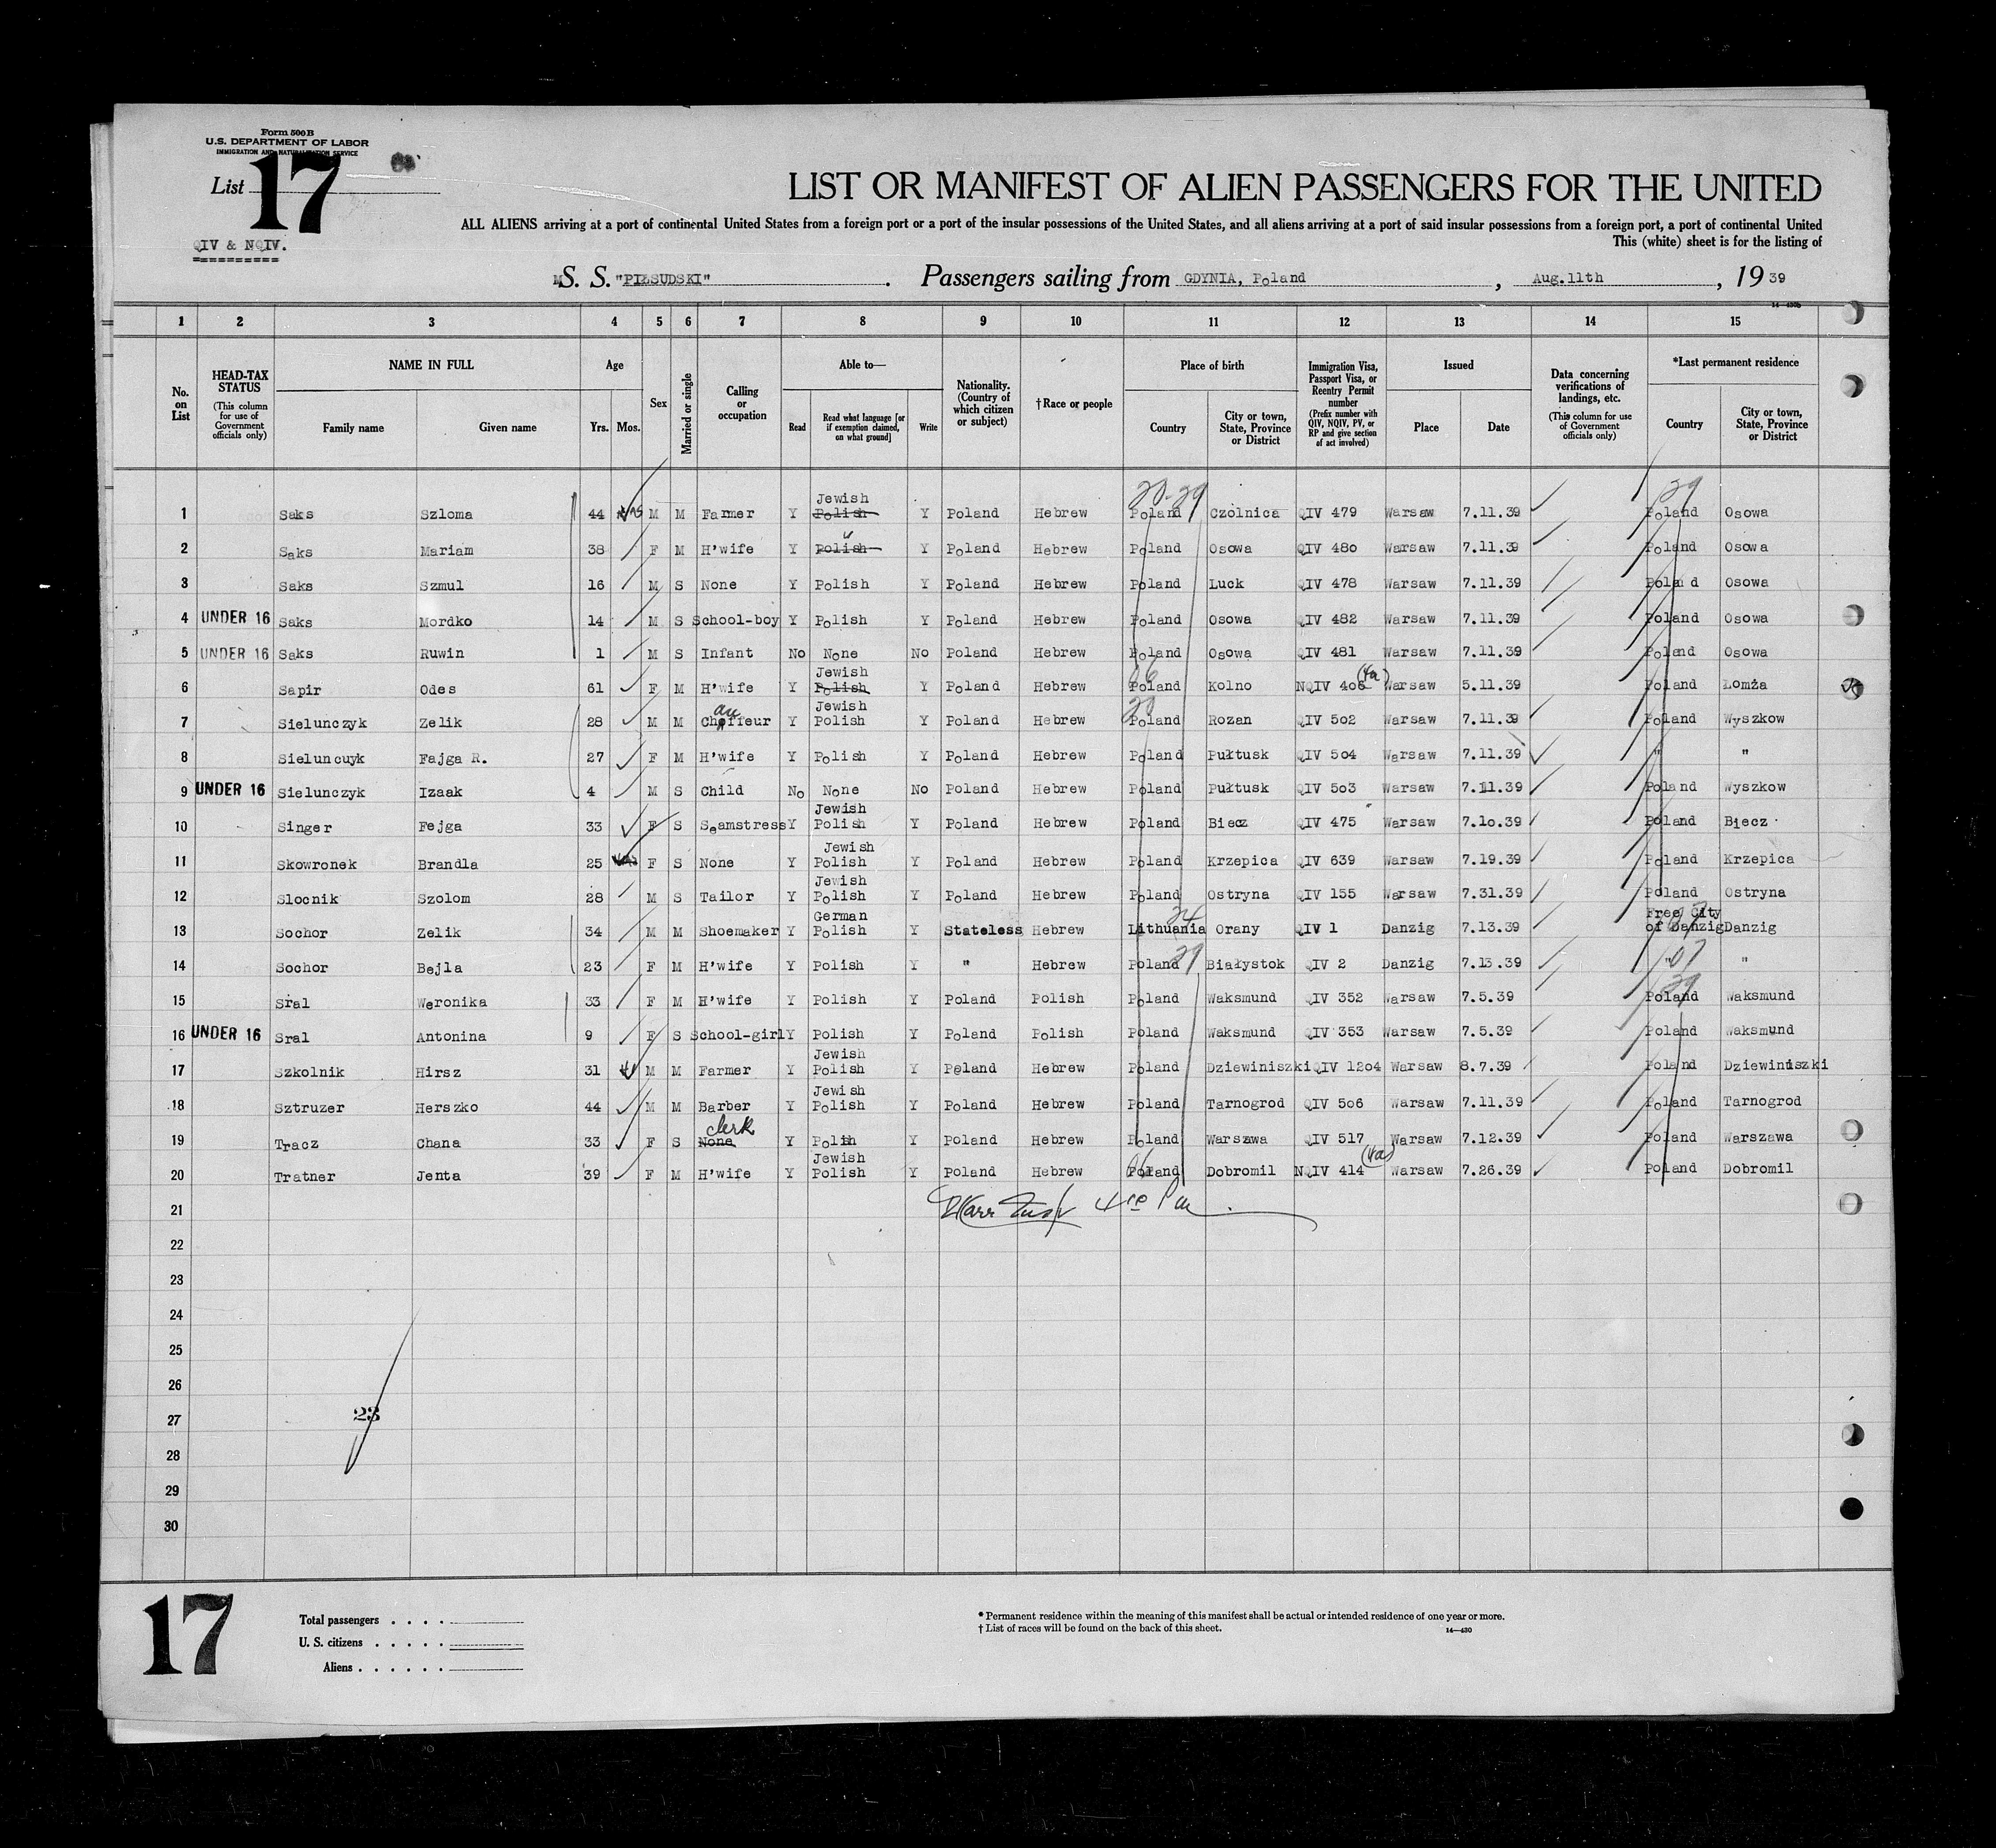 Form 500 B
U.S. DEPARTMENT OF LABOR
IMMIGRATION AND NATURALIZATION SERVICE
List 17
QIV & NQIV.
LIST OR MANIFEST OF ALIEN PASSENGERS FOR THE UNITED
ALL ALIENS arriving at a port of continental United States from a foreign port or a port of the insular possessions of the United States, and all aliens arriving at a port of said insular possessions from a foreign port, a port of continental United
This (white) sheet is for the listing of
M S. S. "PIŁSUDSKI" . Passengers sailing from GDYNIA, Poland , Aug.11th , 19 39
14—430b
1 2 3 4 5 6 7 8 9 10 11 12 13 14 15
No. on List
HEAD-TAX STATUS (This column for use of Government officials only)
NAME IN FULL Family name Given name
Age Yrs. Mos.
Sex
Married or single
Calling or occupation
Able to— Read Read what language [or if exemption claimed, on what ground] Write
Nationality. (Country of which citizen or subject)
†Race or people
Place of birth Country City or town, State, Province or District
Immigration Visa, Passport Visa, or Reentry Permit number (Prefix number with QIV, NQIV, PV, or RP and give section of act involved)
Issued Place Date
Data concerning verifications of landings, etc. (This column for use of Government officials only)
*Last permanent residence Country City or town, State, Province or District
20-29 29
1 Saks Szloma 44 M M Farmer Y Jewish Polish Y Poland Hebrew Poland Czolnica QIV 479 Warsaw 7.11.39 Poland Osowa
2 Saks Mariam 38 F M H'wife Y " Polish Y Poland Hebrew Poland Osowa QIV 480 Warsaw 7.11.39 Poland Osowa
3 Saks Szmul 16 M S None Y Polish Y Poland Hebrew Poland Luck QIV 478 Warsaw 7.11.39 Polan d Osowa
4 UNDER 16 Saks Mordko 14 M S School-boy Y Polish Y Poland Hebrew Poland Osowa QIV 482 Warsaw 7.11.39 Poland Osowa
5 UNDER 16 Saks Ruwin 1 M S Infant No None No Poland Hebrew Poland Osowa QIV 481 Warsaw 7.11.39 Poland Osowa
6 Sapir Odes 61 F M H'wife Y Jewish Polish Y Poland Hebrew Poland Kolno NQIV 406 (4a) Warsaw 5.11.39 Poland Łomża
7 Sielunczyk Zelik 28 M M Choffeur au Y Jewish Polish Y Poland Hebrew Poland Rozan QIV 502 Warsaw 7.11.39 Poland Wyszkow
8 Sieluncuyk Fajga R. 27 F M H'wife Y Polish Y Poland Hebrew Poland Pułtusk QIV 504 Warsaw 7.11.39 " "
9 UNDER 16 Sielunczyk Izaak 4 M S Child No None No Poland Hebrew Poland Pułtusk QIV 503 Warsaw 7.11.39 Poland Wyszkow
10 Singer Fejga 33 F S Seamstress Y Jewish Polish Y Poland Hebrew Poland Biecz QIV 475 Warsaw 7.10.39 Poland Biecz
11 Skowronek Brandla 25 F S None Y Jewish Polish Y Poland Hebrew Poland Krzepica QIV 639 Warsaw 7.19.39 Poland Krzepica
12 Slocnik Szolom 28 M S Tailor Y Jewish Polish Y Poland Hebrew Poland Ostryna QIV 155 Warsaw 7.31.39 Poland Ostryna
13 Sochor Zelik 34 M M Shoemaker Y German Polish Y Stateless Hebrew Lithuania Orany QIV 1 Danzig 7.13.39 Free City of Danzig Danzig
14 Sochor Bejla 23 F M H'wife Y Polish Y " Hebrew Poland Białystok QIV 2 Danzig 7.13.39 " "
15 Sral Weronika 33 F M H'wife Y Polish Y Poland Polish Poland Waksmund QIV 352 Warsaw 7.5.39 Poland Waksmund
16 UNDER 16 Sral Antonina 9 F S School-girl Y Polish Y Poland Polish Poland Waksmund QIV 353 Warsaw 7.5.39 Poland Waksmund
17 Szkolnik Hirsz 31 M M Farmer Y Jewish Polish Y Poland Hebrew Poland Dziewiniszki QIV 1204 Warsaw 8.7.39 Poland Dziewiniszki
18 Sztruzer Herszko 44 M M Barber Y Jewish Polish Y Poland Hebrew Poland Tarnogrod QIV 506 Warsaw 7.11.39 Poland Tarnogrod
19 Tracz Chana 33 F S clerk None Y Polish Y Poland Hebrew Poland Warszawa QIV 517 Warsaw 7.12.39 Poland Warszawa
20 Tratner Jenta 39 F M H'wife Y Jewish Polish Y Poland Hebrew Poland Dobromil NQIV 414 (4a) Warsaw 7.26.39 Poland Dobromil
21
22
23
24
25
26
27 23
28
29
30
17
Total passengers . . . .
U. S. citizens . . . . .
Aliens . . . . . .
* Permanent residence within the meaning of this manifest shall be actual or intended residence of one year or more.
† List of races will be found on the back of this sheet.
14—430